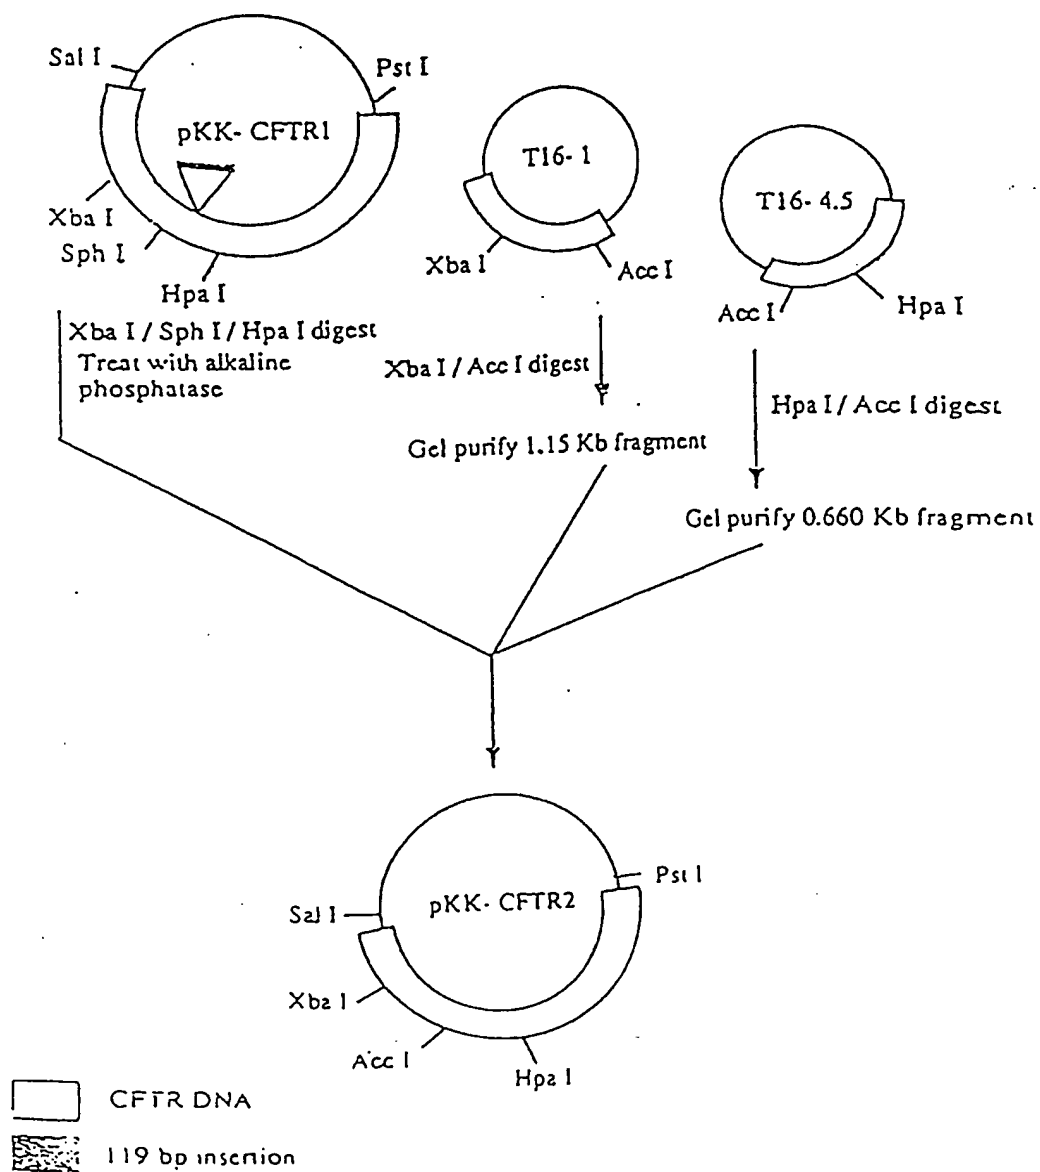 Sal I
Pst I
pKK- CFTR1
Xba I
Sph I
Hpa I
T16- 1
Xba I
Acc I
T16- 4.5
Acc I
Hpa I
Xba I / Sph I / Hpa I digest
Treat with alkaline
phosphatase
Xba I / Acc I digest
Hpa I / Acc I digest
Gel purify 1.15 Kb fragment
Gel purify 0.660 Kb fragment
Sal I
Pst I
pKK- CFTR2
Xba I
Acc I
Hpa I
CFTR DNA
119 bp insertion